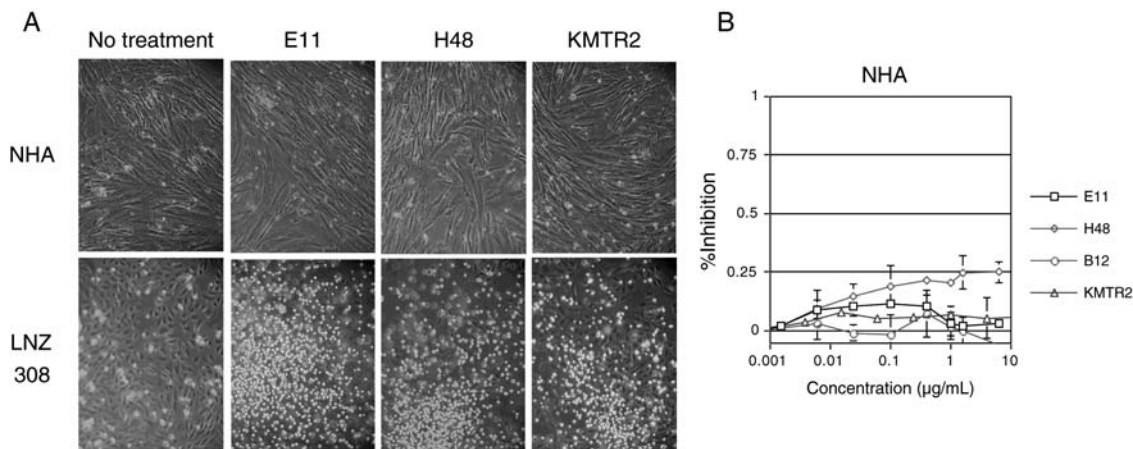 A
No treatment E11 H48 KMTR2
NHA
LNZ
308
B
NHA
1
0.75
0.5
0.25
0
%Inhibition
0.001 0.01 0.1 1 10
Concentration (µg/mL)
E11
H48
B12
KMTR2